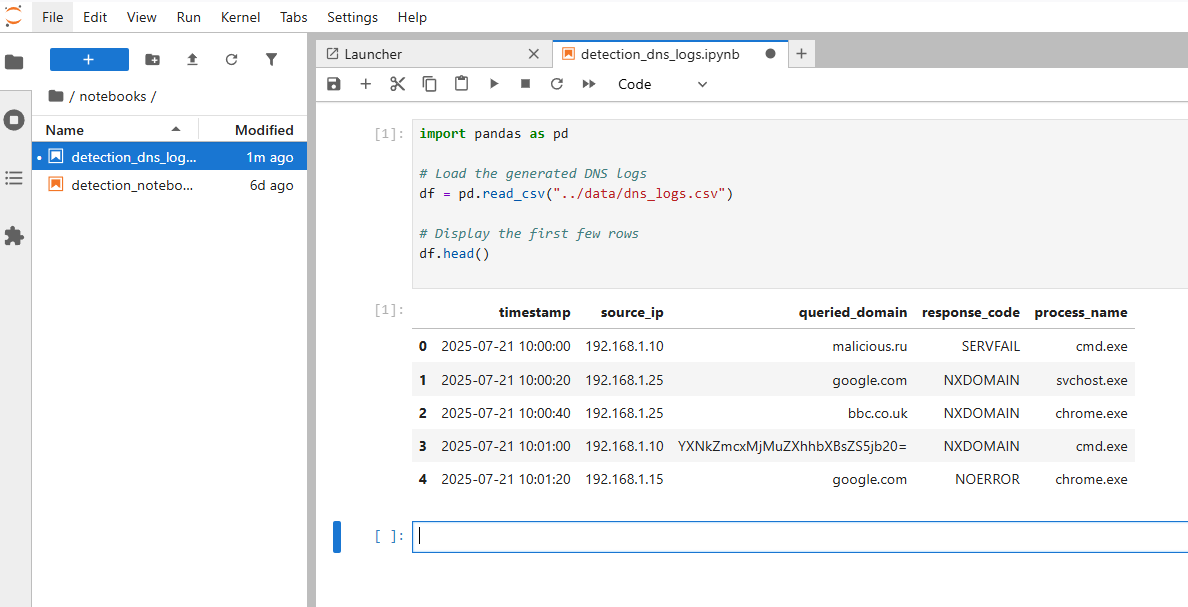 File Edit View Run Kernel Tabs Settings Help
Launcher
detection_dns_logs.ipynb
Code
/ notebooks /
Name Modified
detection_dns_log... 1m ago
detection_notebo... 6d ago
[1]: import pandas as pd
# Load the generated DNS logs
df = pd.read_csv("../data/dns_logs.csv")
# Display the first few rows
df.head()
[1]: timestamp source_ip queried_domain response_code process_name
0 2025-07-21 10:00:00 192.168.1.10 malicious.ru SERVFAIL cmd.exe
1 2025-07-21 10:00:20 192.168.1.25 google.com NXDOMAIN svchost.exe
2 2025-07-21 10:00:40 192.168.1.25 bbc.co.uk NXDOMAIN chrome.exe
3 2025-07-21 10:01:00 192.168.1.10 YXNkZmcxMjMuZXhhbXBsZS5jb20= NXDOMAIN cmd.exe
4 2025-07-21 10:01:20 192.168.1.15 google.com NOERROR chrome.exe
[ ]: